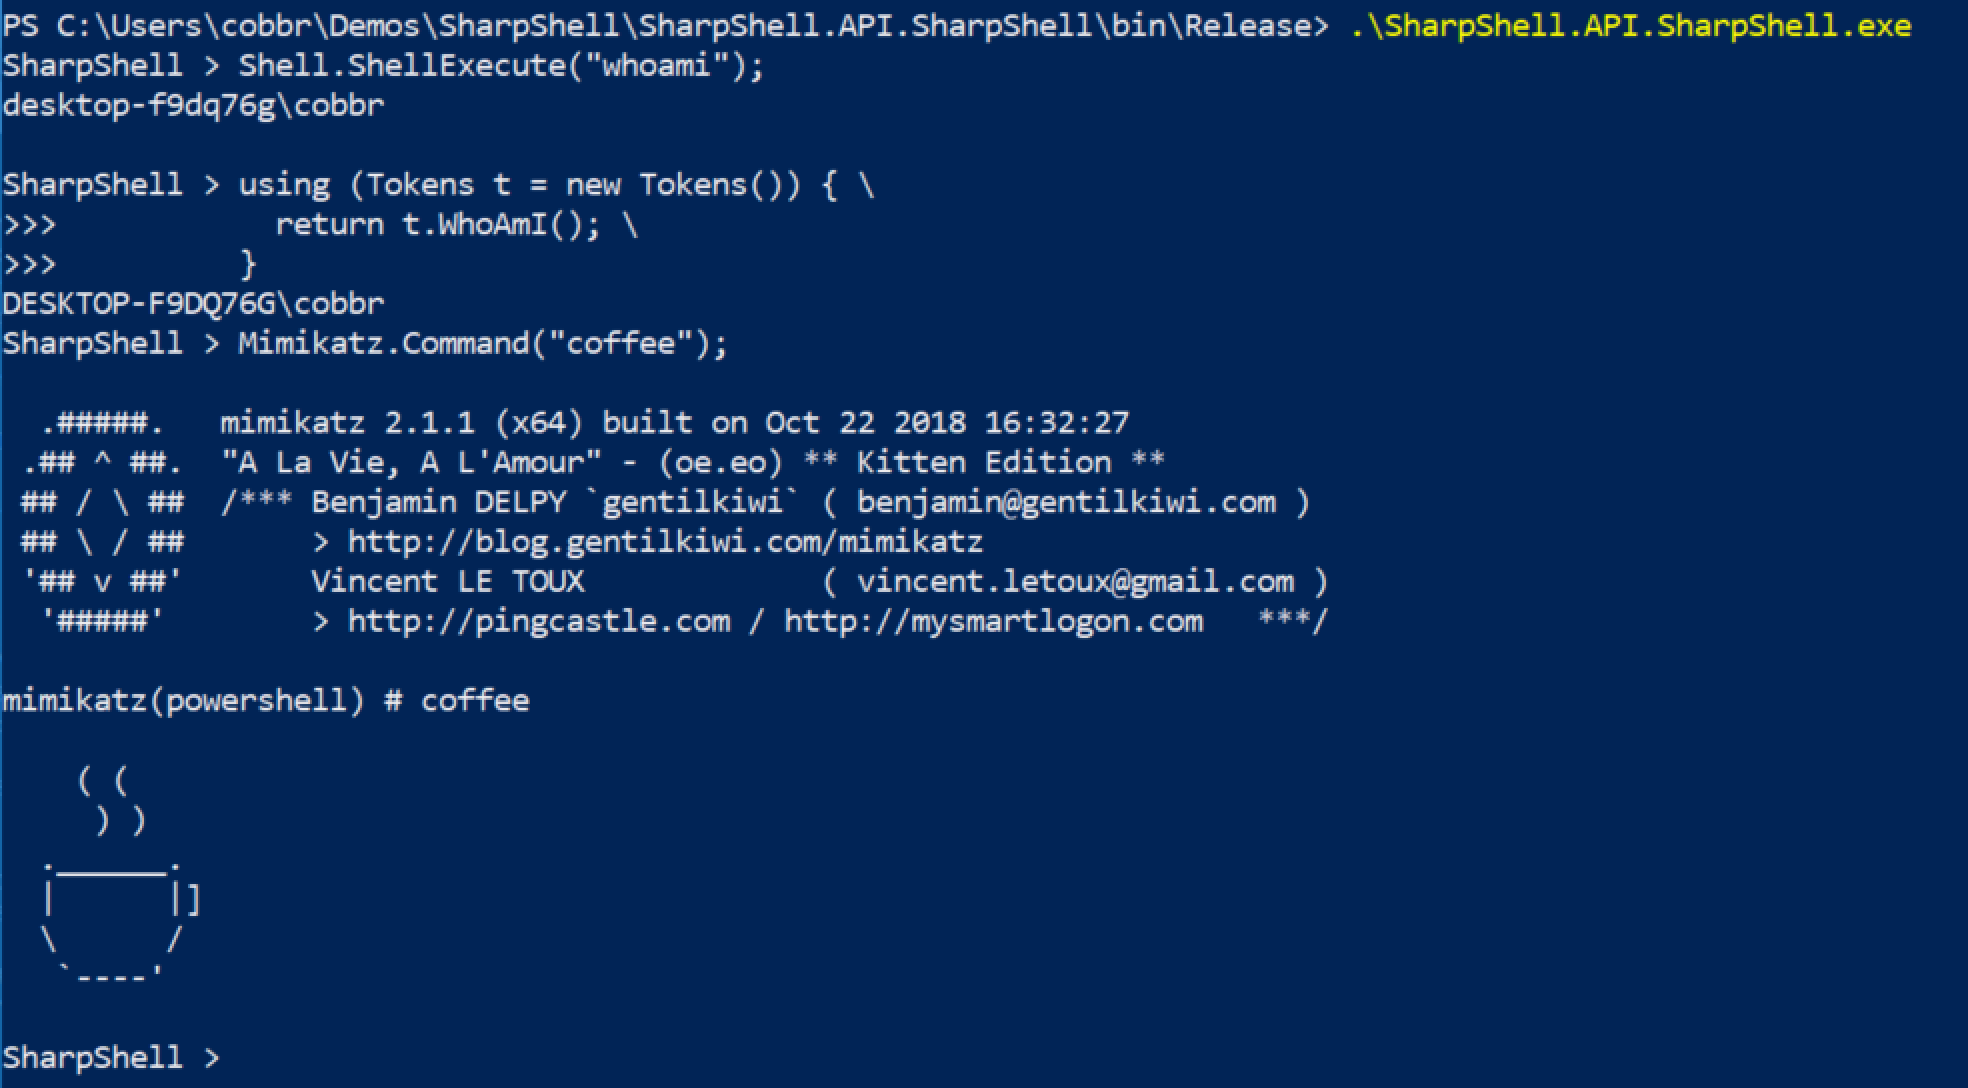 PS C:\Users\cobbr\Demos\SharpShell\SharpShell.API.SharpShell\bin\Release> .\SharpShell.API.SharpShell.exe
SharpShell > Shell.ShellExecute("whoami");
desktop-f9dq76g\cobbr

SharpShell > using (Tokens t = new Tokens()) { \
>>>            return t.WhoAmI(); \
>>>          }
DESKTOP-F9DQ76G\cobbr
SharpShell > Mimikatz.Command("coffee");

  .#####.   mimikatz 2.1.1 (x64) built on Oct 22 2018 16:32:27
 .## ^ ##.  "A La Vie, A L'Amour" - (oe.eo) ** Kitten Edition **
 ## / \ ##  /*** Benjamin DELPY `gentilkiwi` ( benjamin@gentilkiwi.com )
 ## \ / ##       > http://blog.gentilkiwi.com/mimikatz
 '## v ##'       Vincent LE TOUX             ( vincent.letoux@gmail.com )
  '#####'        > http://pingcastle.com / http://mysmartlogon.com   ***/

mimikatz(powershell) # coffee

    ( (
     ) )
  .______.
  |      |]
  \      /
   `----'

SharpShell >